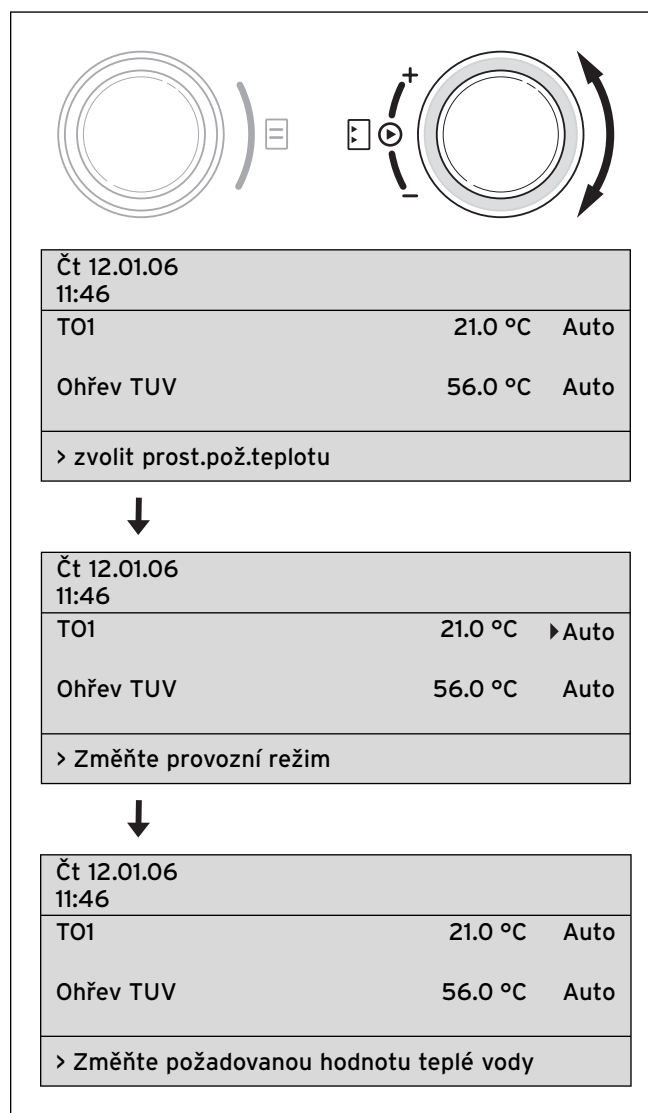 +
−
Čt 12.01.06
11:46
TO1 21.0 °C Auto
Ohřev TUV 56.0 °C Auto
> zvolit prost.pož.teplotu
Čt 12.01.06
11:46
TO1 21.0 °C Auto
Ohřev TUV 56.0 °C Auto
> Změňte provozní režim
Čt 12.01.06
11:46
TO1 21.0 °C Auto
Ohřev TUV 56.0 °C Auto
> Změňte požadovanou hodnotu teplé vody